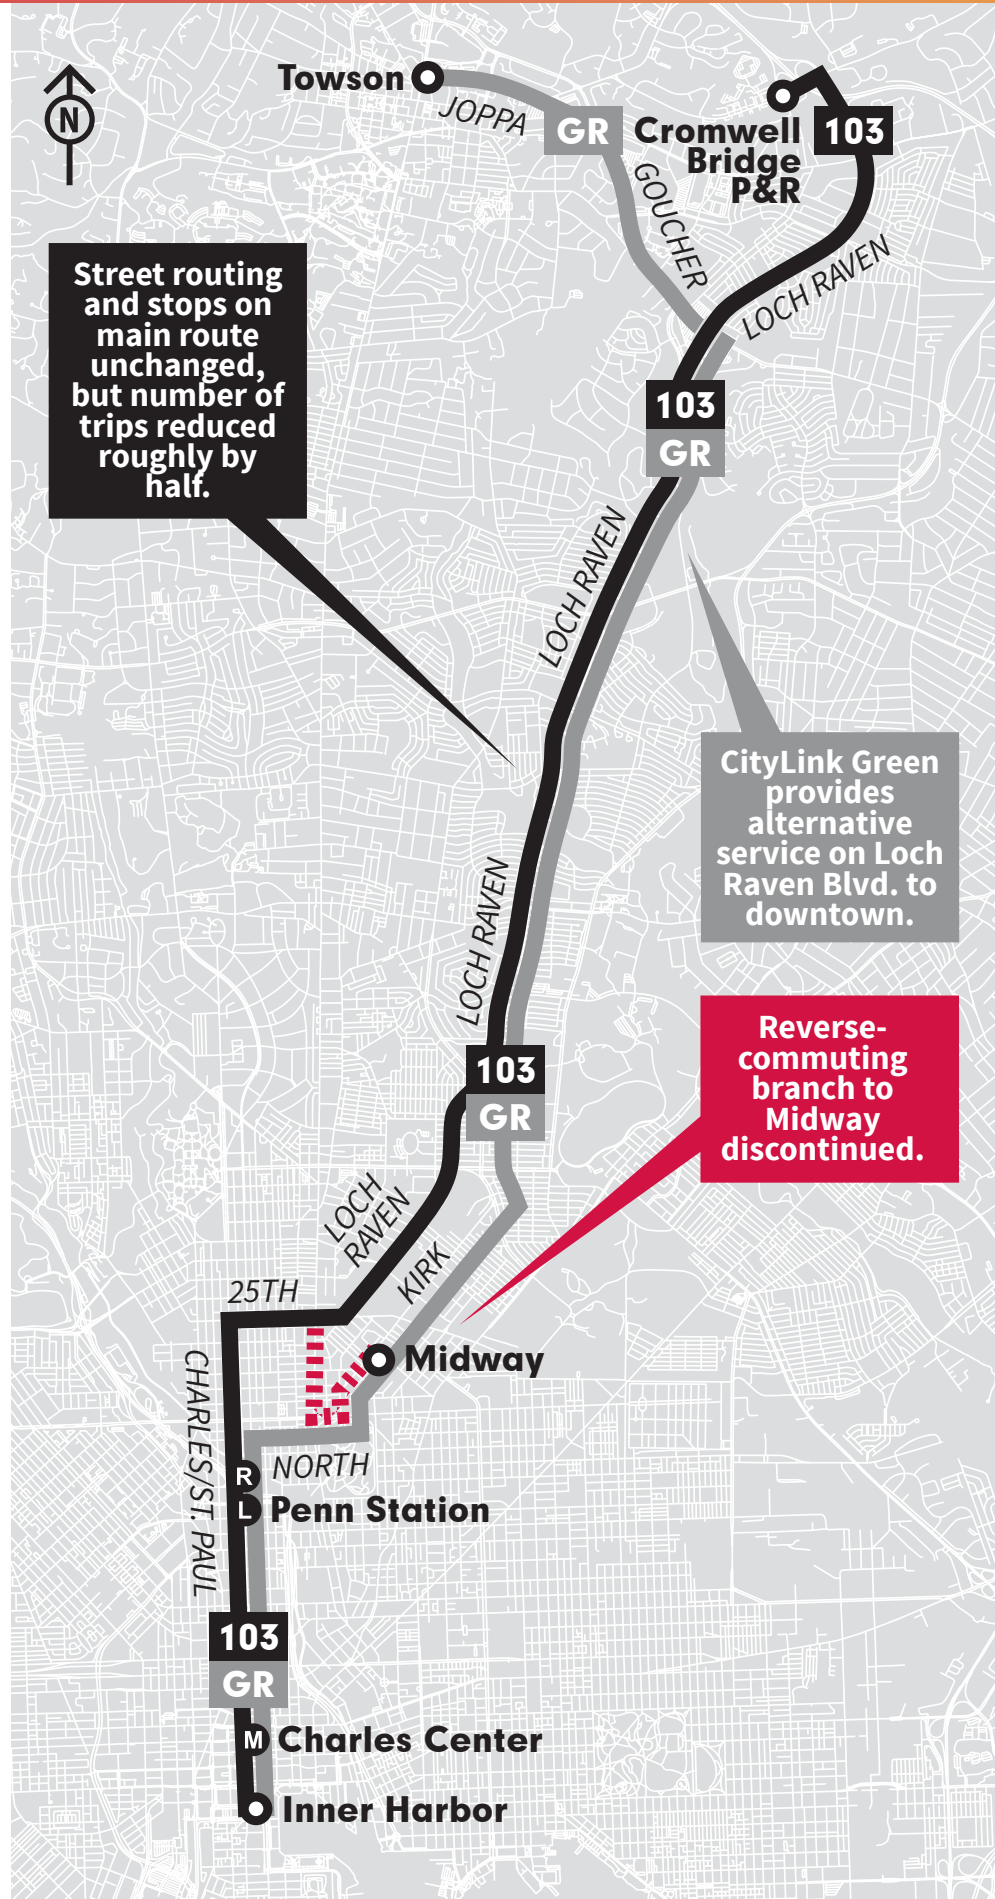 Towson
N
JOPPA
GR
Cromwell
Bridge
P&R
103
GOUCHER
LOCH RAVEN
Street routing
and stops on
main route
unchanged,
but number of
trips reduced
roughly by
half.
103
GR
LOCH RAVEN
CityLink Green
provides
alternative
service on Loch
Raven Blvd. to
downtown.
LOCH RAVEN
Reverse-
commuting
branch to
Midway
discontinued.
103
GR
LOCH
RAVEN
KIRK
25TH
Midway
CHARLES/ST. PAUL
NORTH
R
L
Penn Station
103
GR
M
Charles Center
Inner Harbor